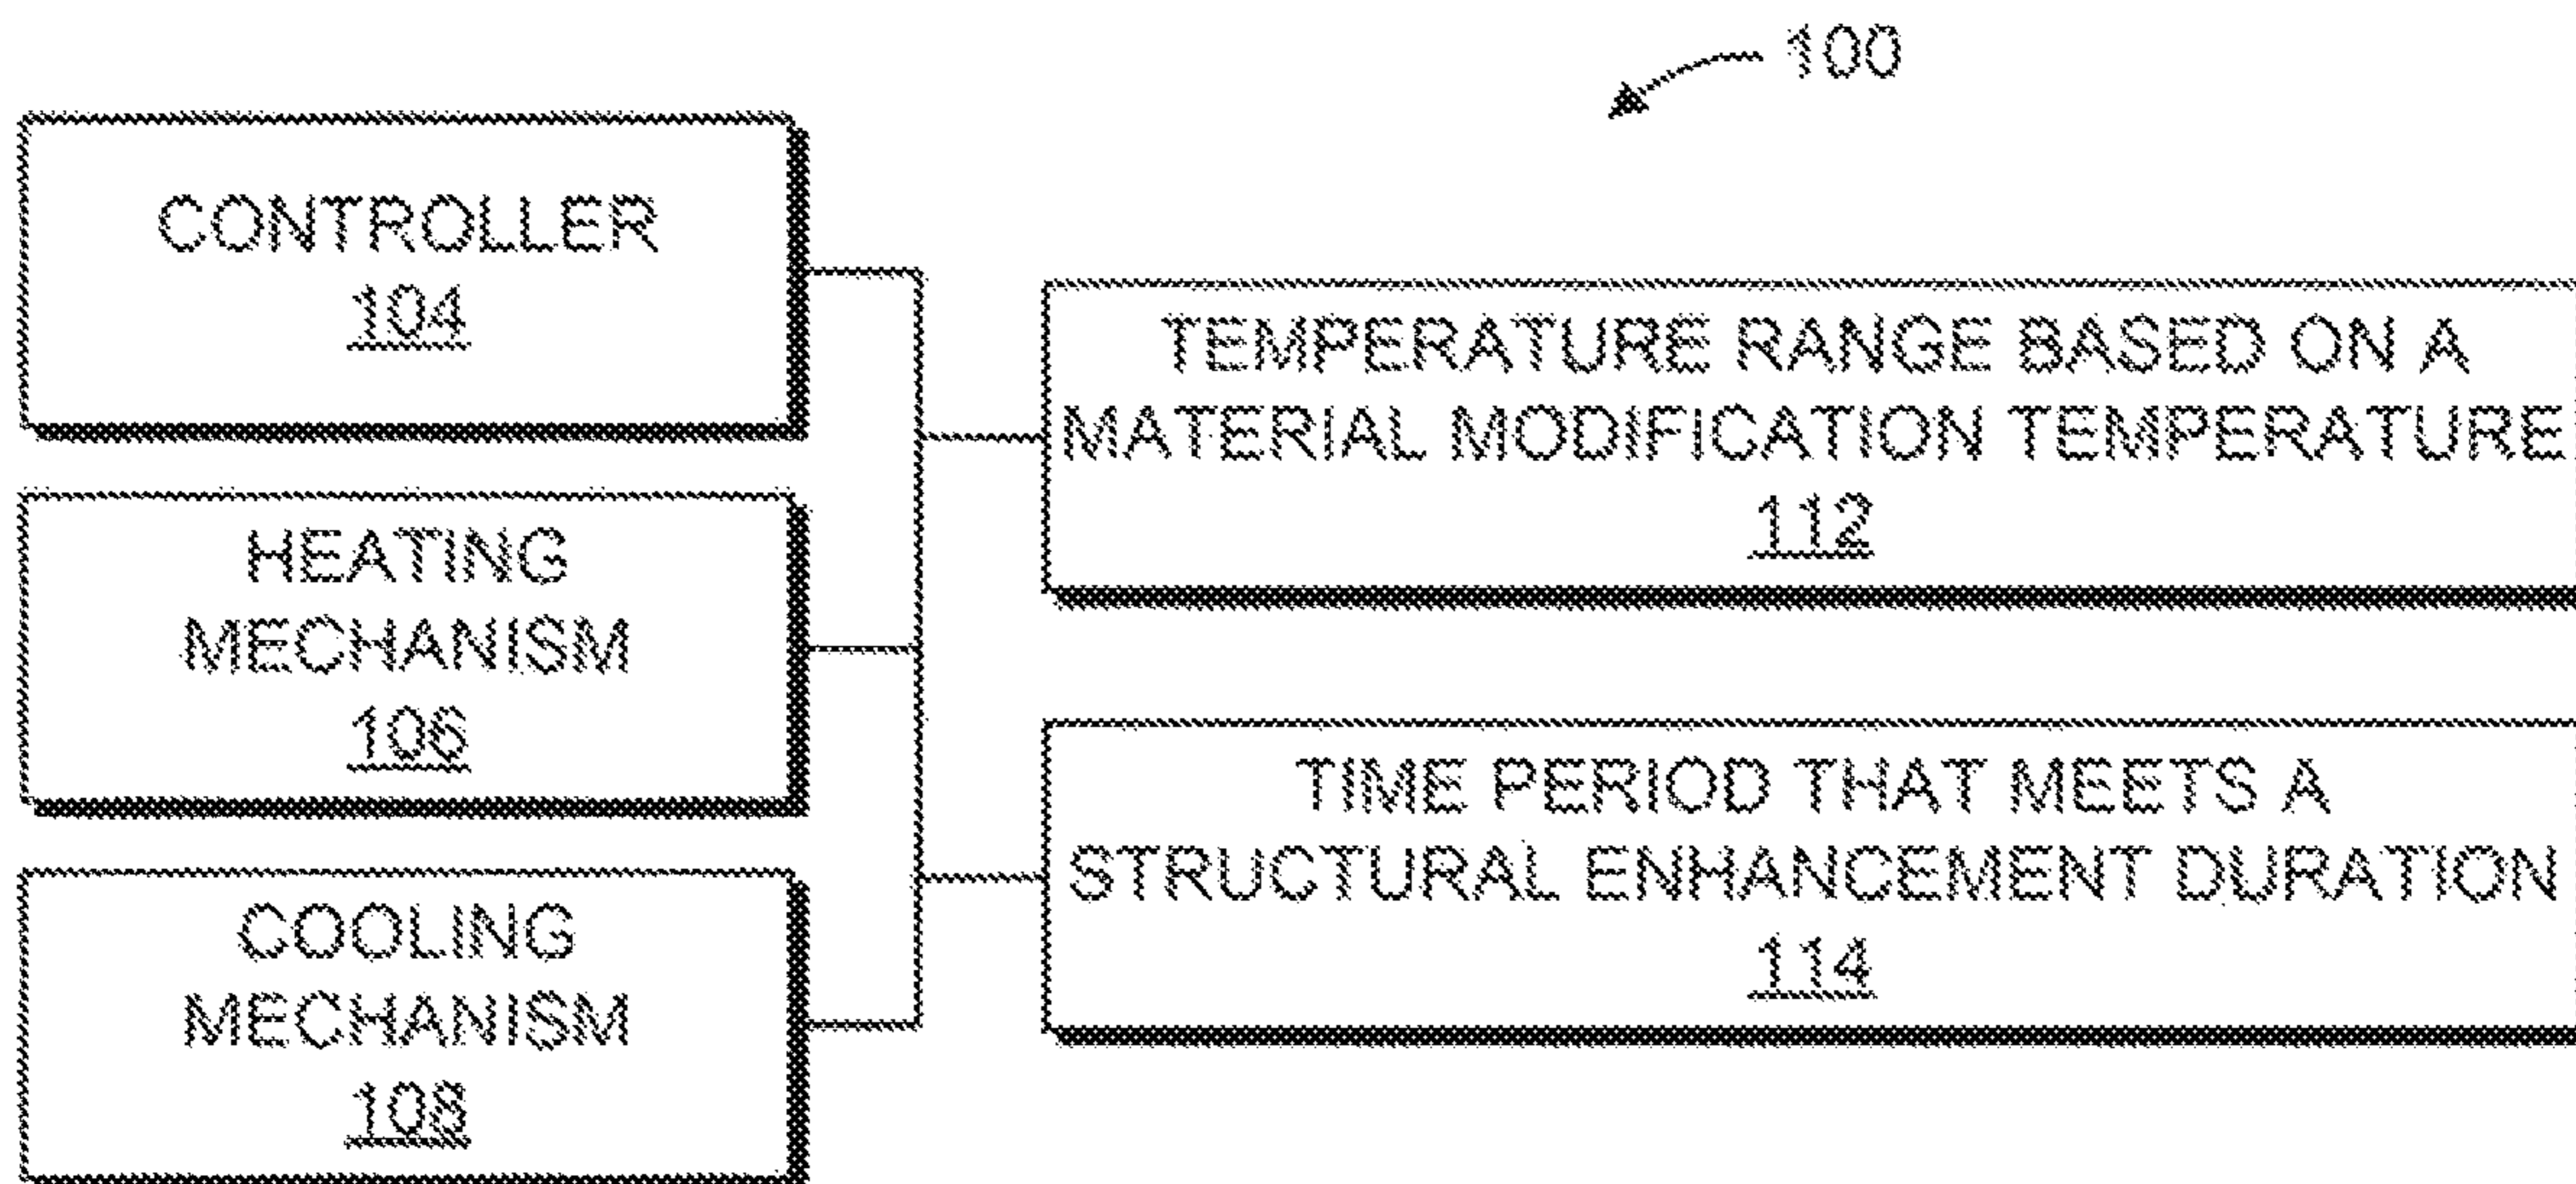 100
CONTROLLER
104
HEATING
MECHANISM
106
COOLING
MECHANISM
108
TEMPERATURE RANGE BASED ON A
MATERIAL MODIFICATION TEMPERATURE
112
TIME PERIOD THAT MEETS A
STRUCTURAL ENHANCEMENT DURATION
114